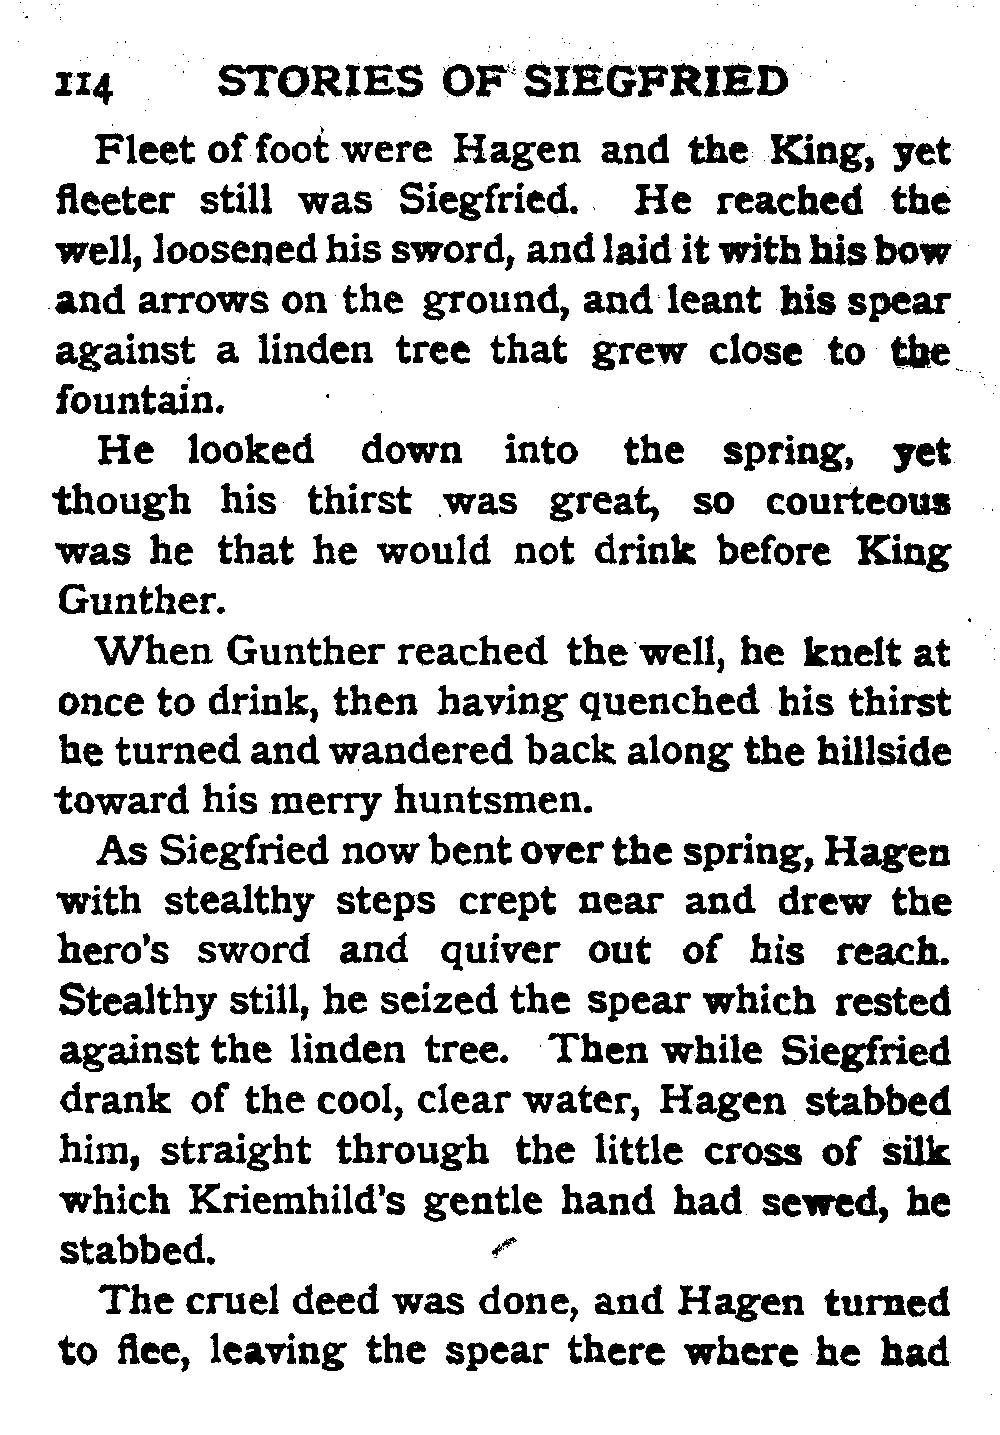 114 STORIES OF SIEGFRIED
Fleet of foot were Hagen and the King, yet
fleeter still was Siegfried. He reached the
well, loosened his sword, and laid it with his bow
and arrows on the ground, and leant his spear
against a linden tree that grew close to the
fountain.
He looked down into the spring, yet
though his thirst was great, so courteous
was he that he would not drink before King
Gunther.
When Gunther reached the well, he knelt at
once to drink, then having quenched his thirst
he turned and wandered back along the hillside
toward his merry huntsmen.
As Siegfried now bent over the spring, Hagen
with stealthy steps crept near and drew the
hero's sword and quiver out of his reach.
Stealthy still, he seized the spear which rested
against the linden tree. Then while Siegfried
drank of the cool, clear water, Hagen stabbed
him, straight through the little cross of silk
which Kriemhild's gentle hand had sewed, he
stabbed.
The cruel deed was done, and Hagen turned
to flee, leaving the spear there where he had